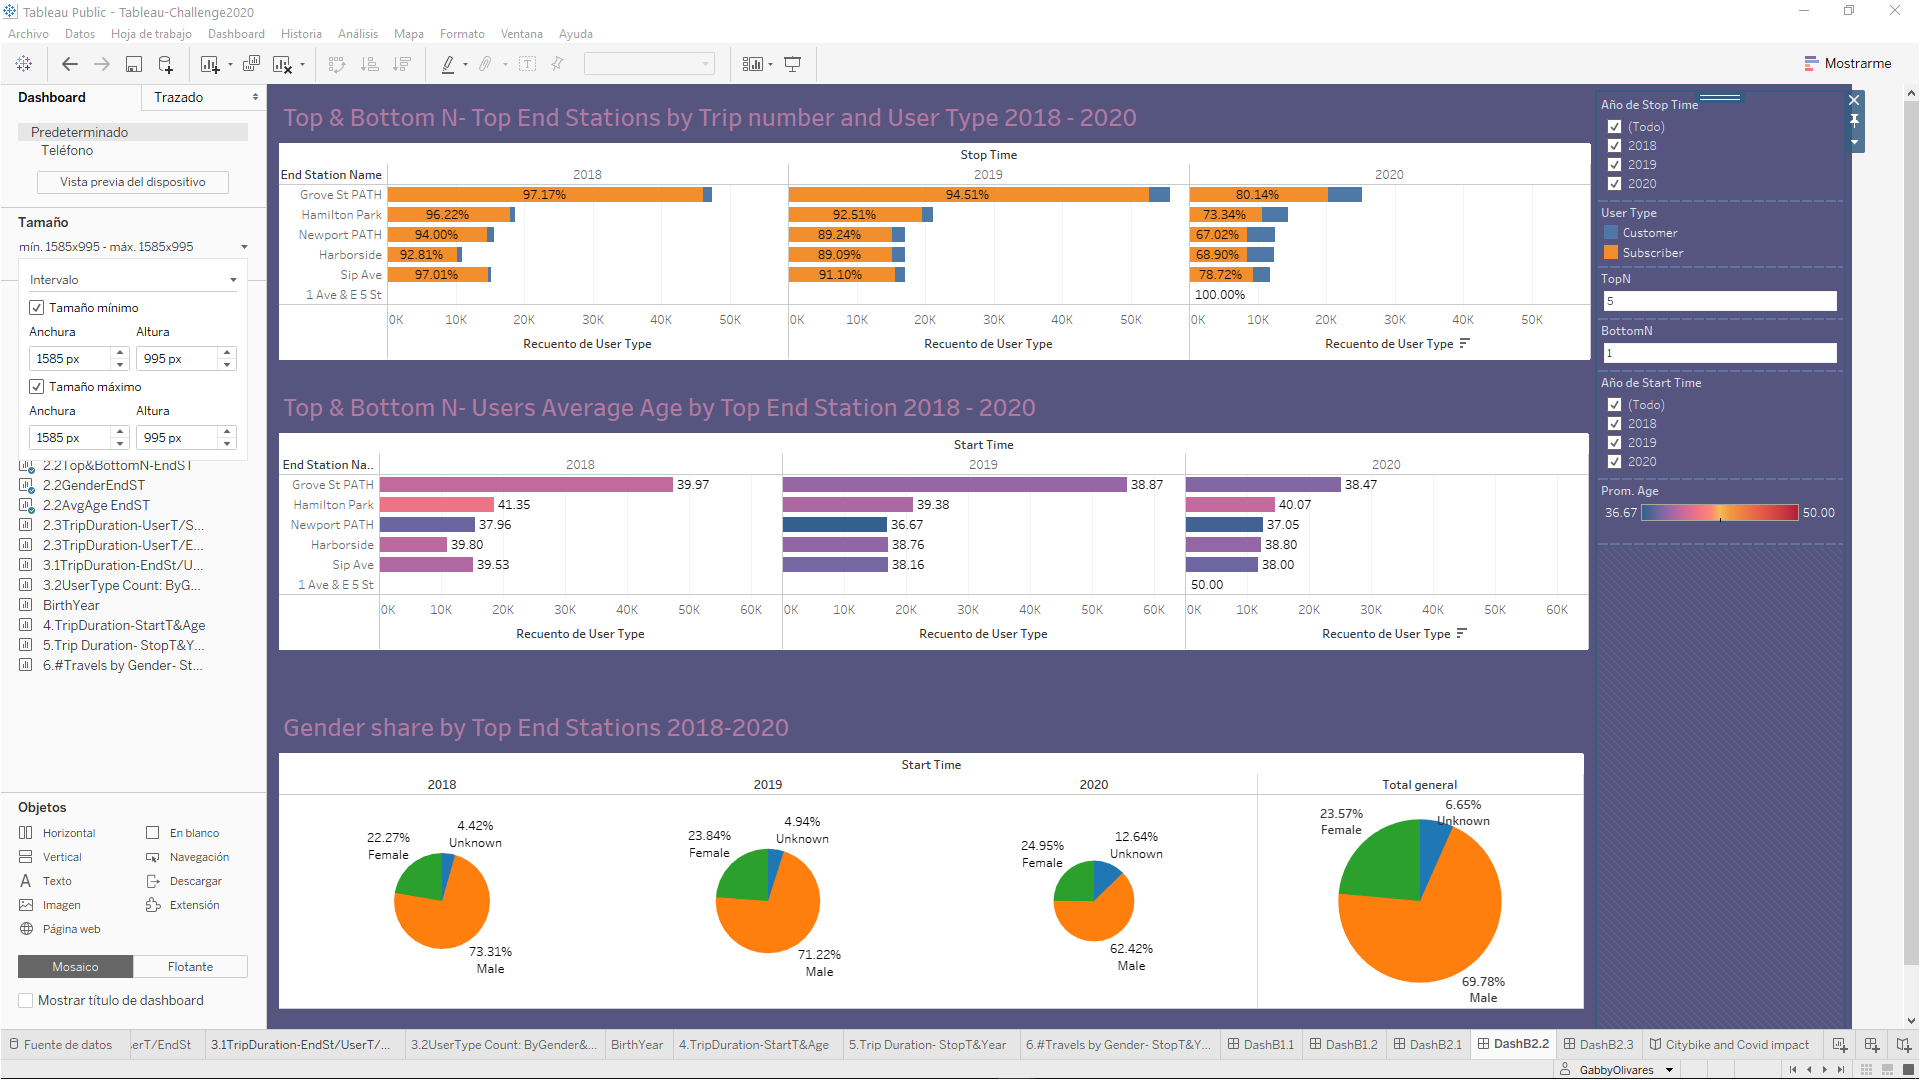 Tableau Public - Tableau-Challenge2020
Archivo Datos Hoja de trabajo Dashboard Historia Análisis Mapa Formato Ventana Ayuda
Mostrarme
Dashboard Trazado
Predeterminado
Teléfono
Vista previa del dispositivo
Tamaño
mín. 1585x995 - máx. 1585x995
Intervalo
Tamaño mínimo
Anchura Altura
1585 px 995 px
Tamaño máximo
Anchura Altura
1585 px 995 px
2.2Top&BottomN-EndST
2.2GenderEndST
2.2AvgAge EndST
2.3TripDuration-UserT/S...
2.3TripDuration-UserT/E...
3.1TripDuration-EndSt/U...
3.2UserType Count: ByG...
BirthYear
4.TripDuration-StartT&Age
5.Trip Duration- StopT&Y...
6.#Travels by Gender- St...
Objetos
Horizontal En blanco
Vertical Navegación
Texto Descargar
Imagen Extensión
Página web
Mosaico Flotante
Mostrar título de dashboard
Top & Bottom N- Top End Stations by Trip number and User Type 2018 - 2020
Stop Time
End Station Name 2018 2019 2020
Grove St PATH 97.17% 94.51% 80.14%
Hamilton Park 96.22% 92.51% 73.34%
Newport PATH 94.00% 89.24% 67.02%
Harborside 92.81% 89.09% 68.90%
Sip Ave 97.01% 91.10% 78.72%
1 Ave & E 5 St 100.00%
0K 10K 20K 30K 40K 50K 0K 10K 20K 30K 40K 50K 0K 10K 20K 30K 40K 50K
Recuento de User Type Recuento de User Type Recuento de User Type
Top & Bottom N- Users Average Age by Top End Station 2018 - 2020
Start Time
End Station Na.. 2018 2019 2020
Grove St PATH 39.97 38.87 38.47
Hamilton Park 41.35 39.38 40.07
Newport PATH 37.96 36.67 37.05
Harborside 39.80 38.76 38.80
Sip Ave 39.53 38.16 38.00
1 Ave & E 5 St 50.00
0K 10K 20K 30K 40K 50K 60K 0K 10K 20K 30K 40K 50K 60K 0K 10K 20K 30K 40K 50K 60K
Recuento de User Type Recuento de User Type Recuento de User Type
Gender share by Top End Stations 2018-2020
Start Time
2018 2019 2020 Total general
22.27% Female
4.42% Unknown
73.31% Male
23.84% Female
4.94% Unknown
71.22% Male
24.95% Female
12.64% Unknown
62.42% Male
23.57% Female
6.65% Unknown
69.78% Male
Año de Stop Time
(Todo)
2018
2019
2020
User Type
Customer
Subscriber
TopN
5
BottomN
1
Año de Start Time
(Todo)
2018
2019
2020
Prom. Age
36.67 50.00
Fuente de datos serT/EndSt 3.1TripDuration-EndSt/UserT/... 3.2UserType Count: ByGender&... BirthYear 4.TripDuration-StartT&Age 5.Trip Duration- StopT&Year 6.#Travels by Gender- StopT&Y... DashB1.1 DashB1.2 DashB2.1 DashB2.2 DashB2.3 Citybike and Covid impact
GabbyOlivares